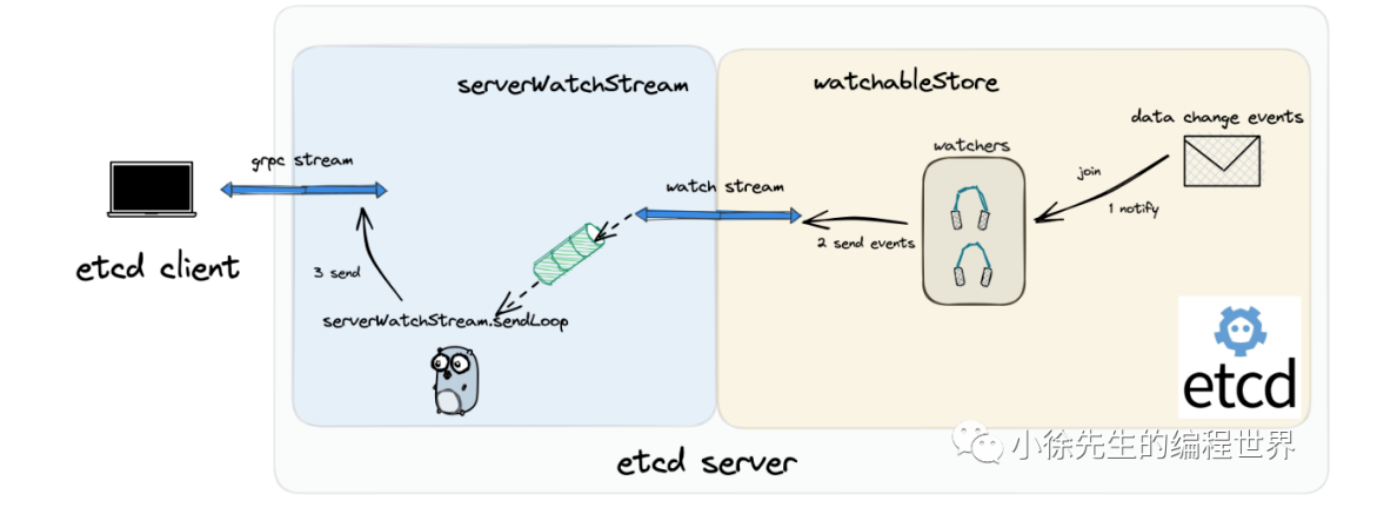 serverWatchStream
watchableStore
data change events
watchers
grpc stream
join
watch stream
1 notify
2 send events
etcd client
3 send
serverWatchStream.sendLoop
etcd
小徐先生的编程世界
etcd server